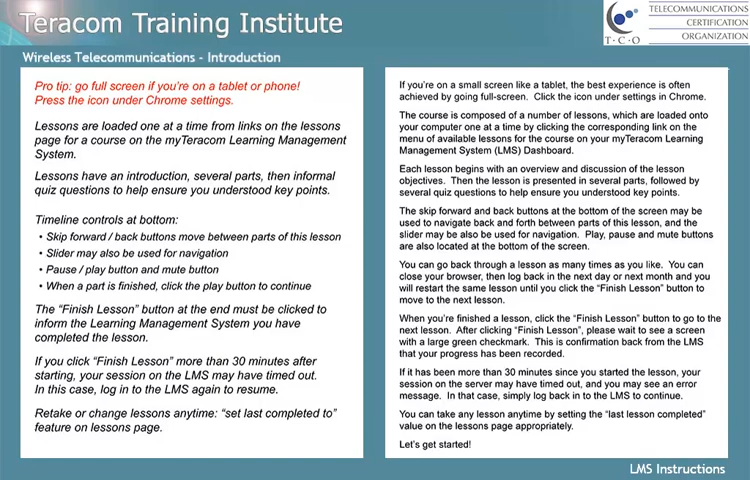 Teracom Training Institute
T·C·O
TELECOMMUNICATIONS
CERTIFICATION
ORGANIZATION
Wireless Telecommunications - Introduction
Pro tip: go full screen if you're on a tablet or phone!
Press the icon under Chrome settings.
Lessons are loaded one at a time from links on the lessons
page for a course on the myTeracom Learning Management
System.
Lessons have an introduction, several parts, then informal
quiz questions to help ensure you understood key points.
Timeline controls at bottom:
• Skip forward / back buttons move between parts of this lesson
• Slider may also be used for navigation
• Pause / play button and mute button
• When a part is finished, click the play button to continue
The “Finish Lesson” button at the end must be clicked to
inform the Learning Management System you have
completed the lesson.
If you click “Finish Lesson” more than 30 minutes after
starting, your session on the LMS may have timed out.
In this case, log in to the LMS again to resume.
Retake or change lessons anytime: “set last completed to”
feature on lessons page.
If you're on a small screen like a tablet, the best experience is often
achieved by going full-screen.  Click the icon under settings in Chrome.
The course is composed of a number of lessons, which are loaded onto
your computer one at a time by clicking the corresponding link on the
menu of available lessons for the course on your myTeracom Learning
Management System (LMS) Dashboard.
Each lesson begins with an overview and discussion of the lesson
objectives.  Then the lesson is presented in several parts, followed by
several quiz questions to help ensure you understood key points.
The skip forward and back buttons at the bottom of the screen may be
used to navigate back and forth between parts of this lesson, and the
slider may be also be used for navigation.  Play, pause and mute buttons
are also located at the bottom of the screen.
You can go back through a lesson as many times as you like.  You can
close your browser, then log back in the next day or next month and you
will restart the same lesson until you click the “Finish Lesson” button to
move to the next lesson.
When you're finished a lesson, click the “Finish Lesson” button to go to the
next lesson.  After clicking “Finish Lesson”, please wait to see a screen
with a large green checkmark.  This is confirmation back from the LMS
that your progress has been recorded.
If it has been more than 30 minutes since you started the lesson, your
session on the server may have timed out, and you may see an error
message.  In that case, simply log back in to the LMS to continue.
You can take any lesson anytime by setting the “last lesson completed”
value on the lessons page appropriately.
Let's get started!
LMS Instructions